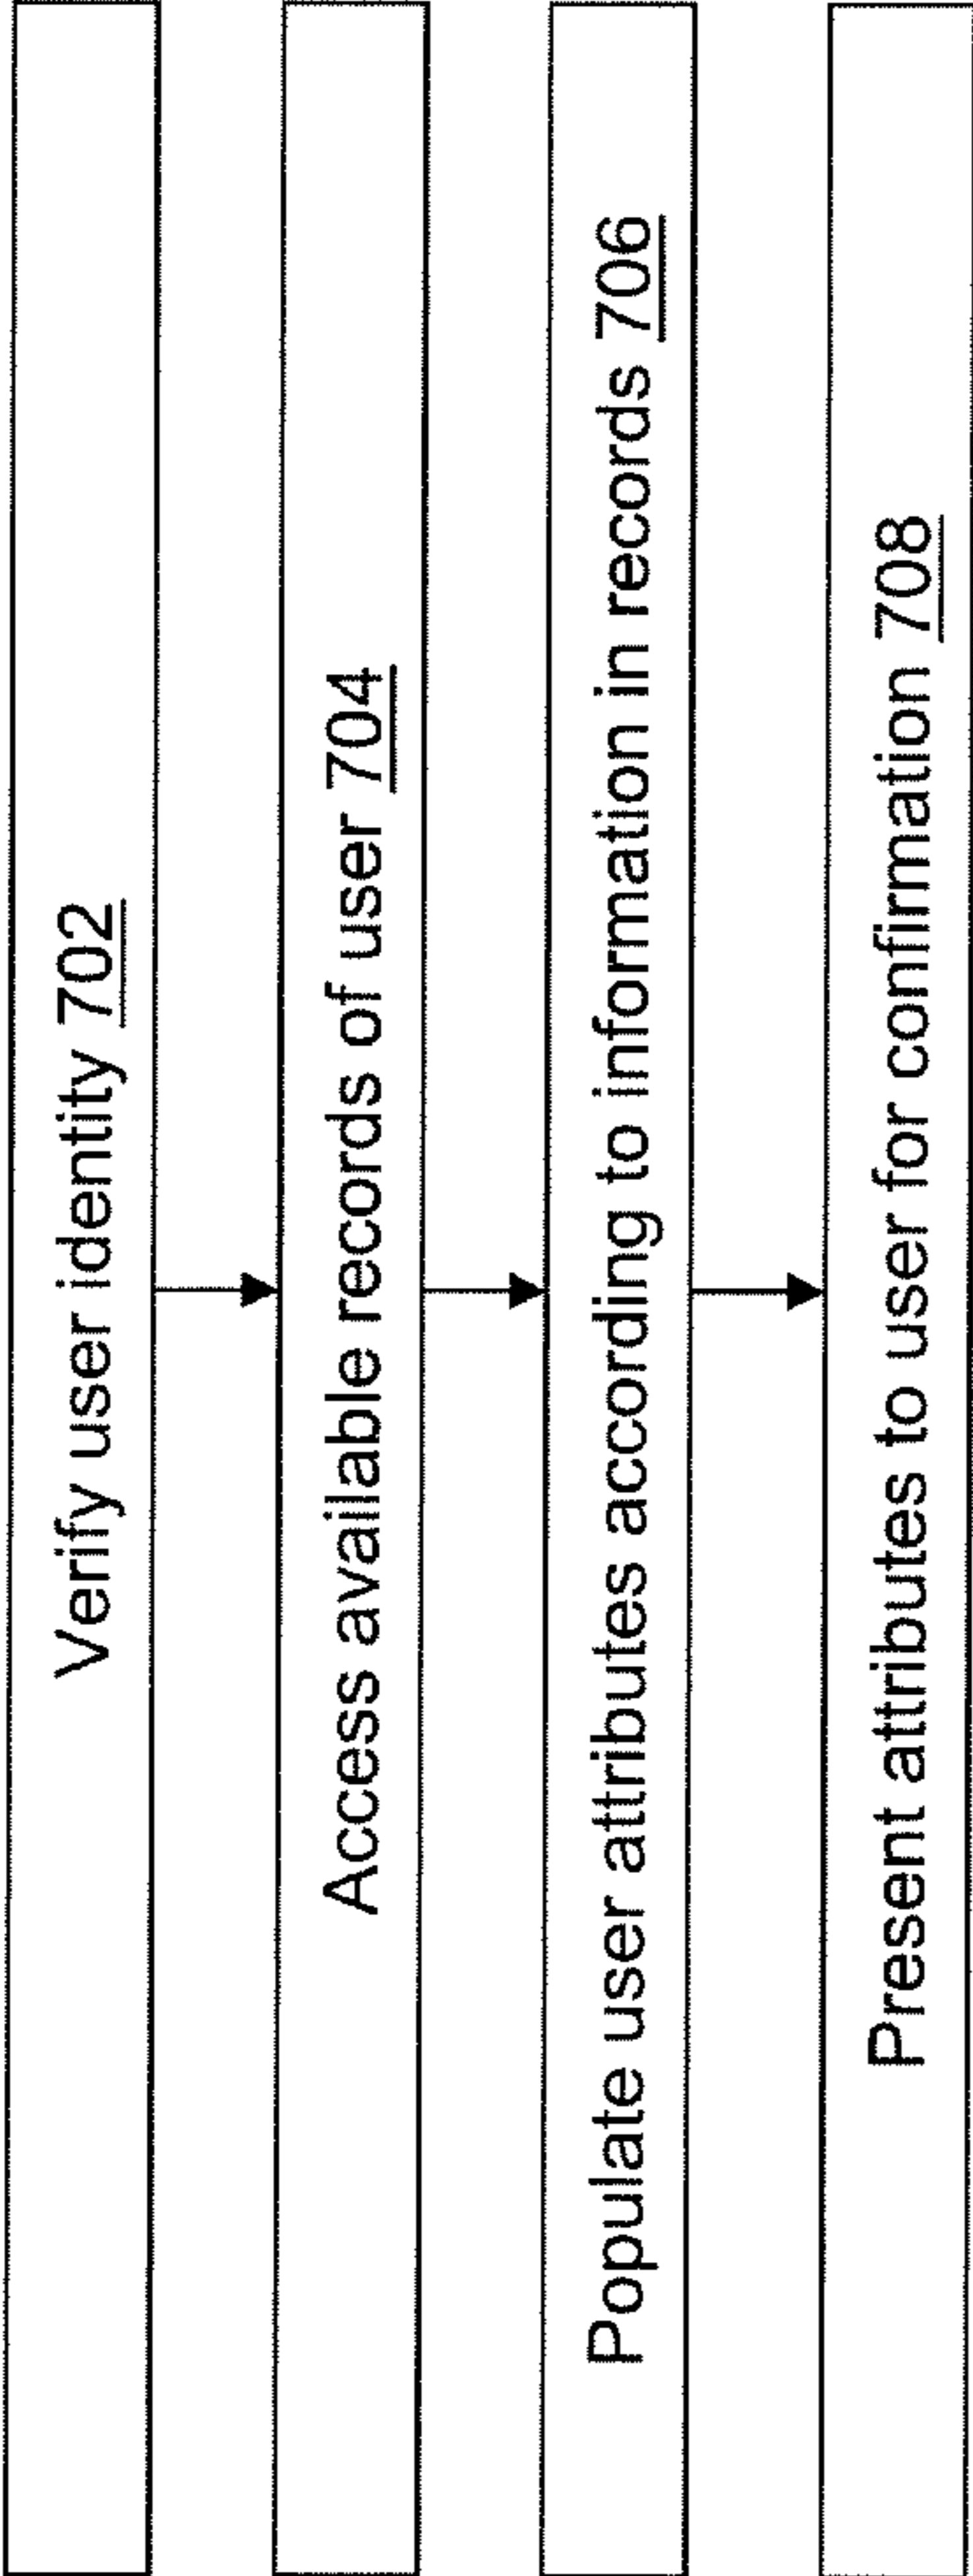 Verify user identity 702
Access available records of user 704
Populate user attributes according to information in records 706
Present attributes to user for confirmation 708